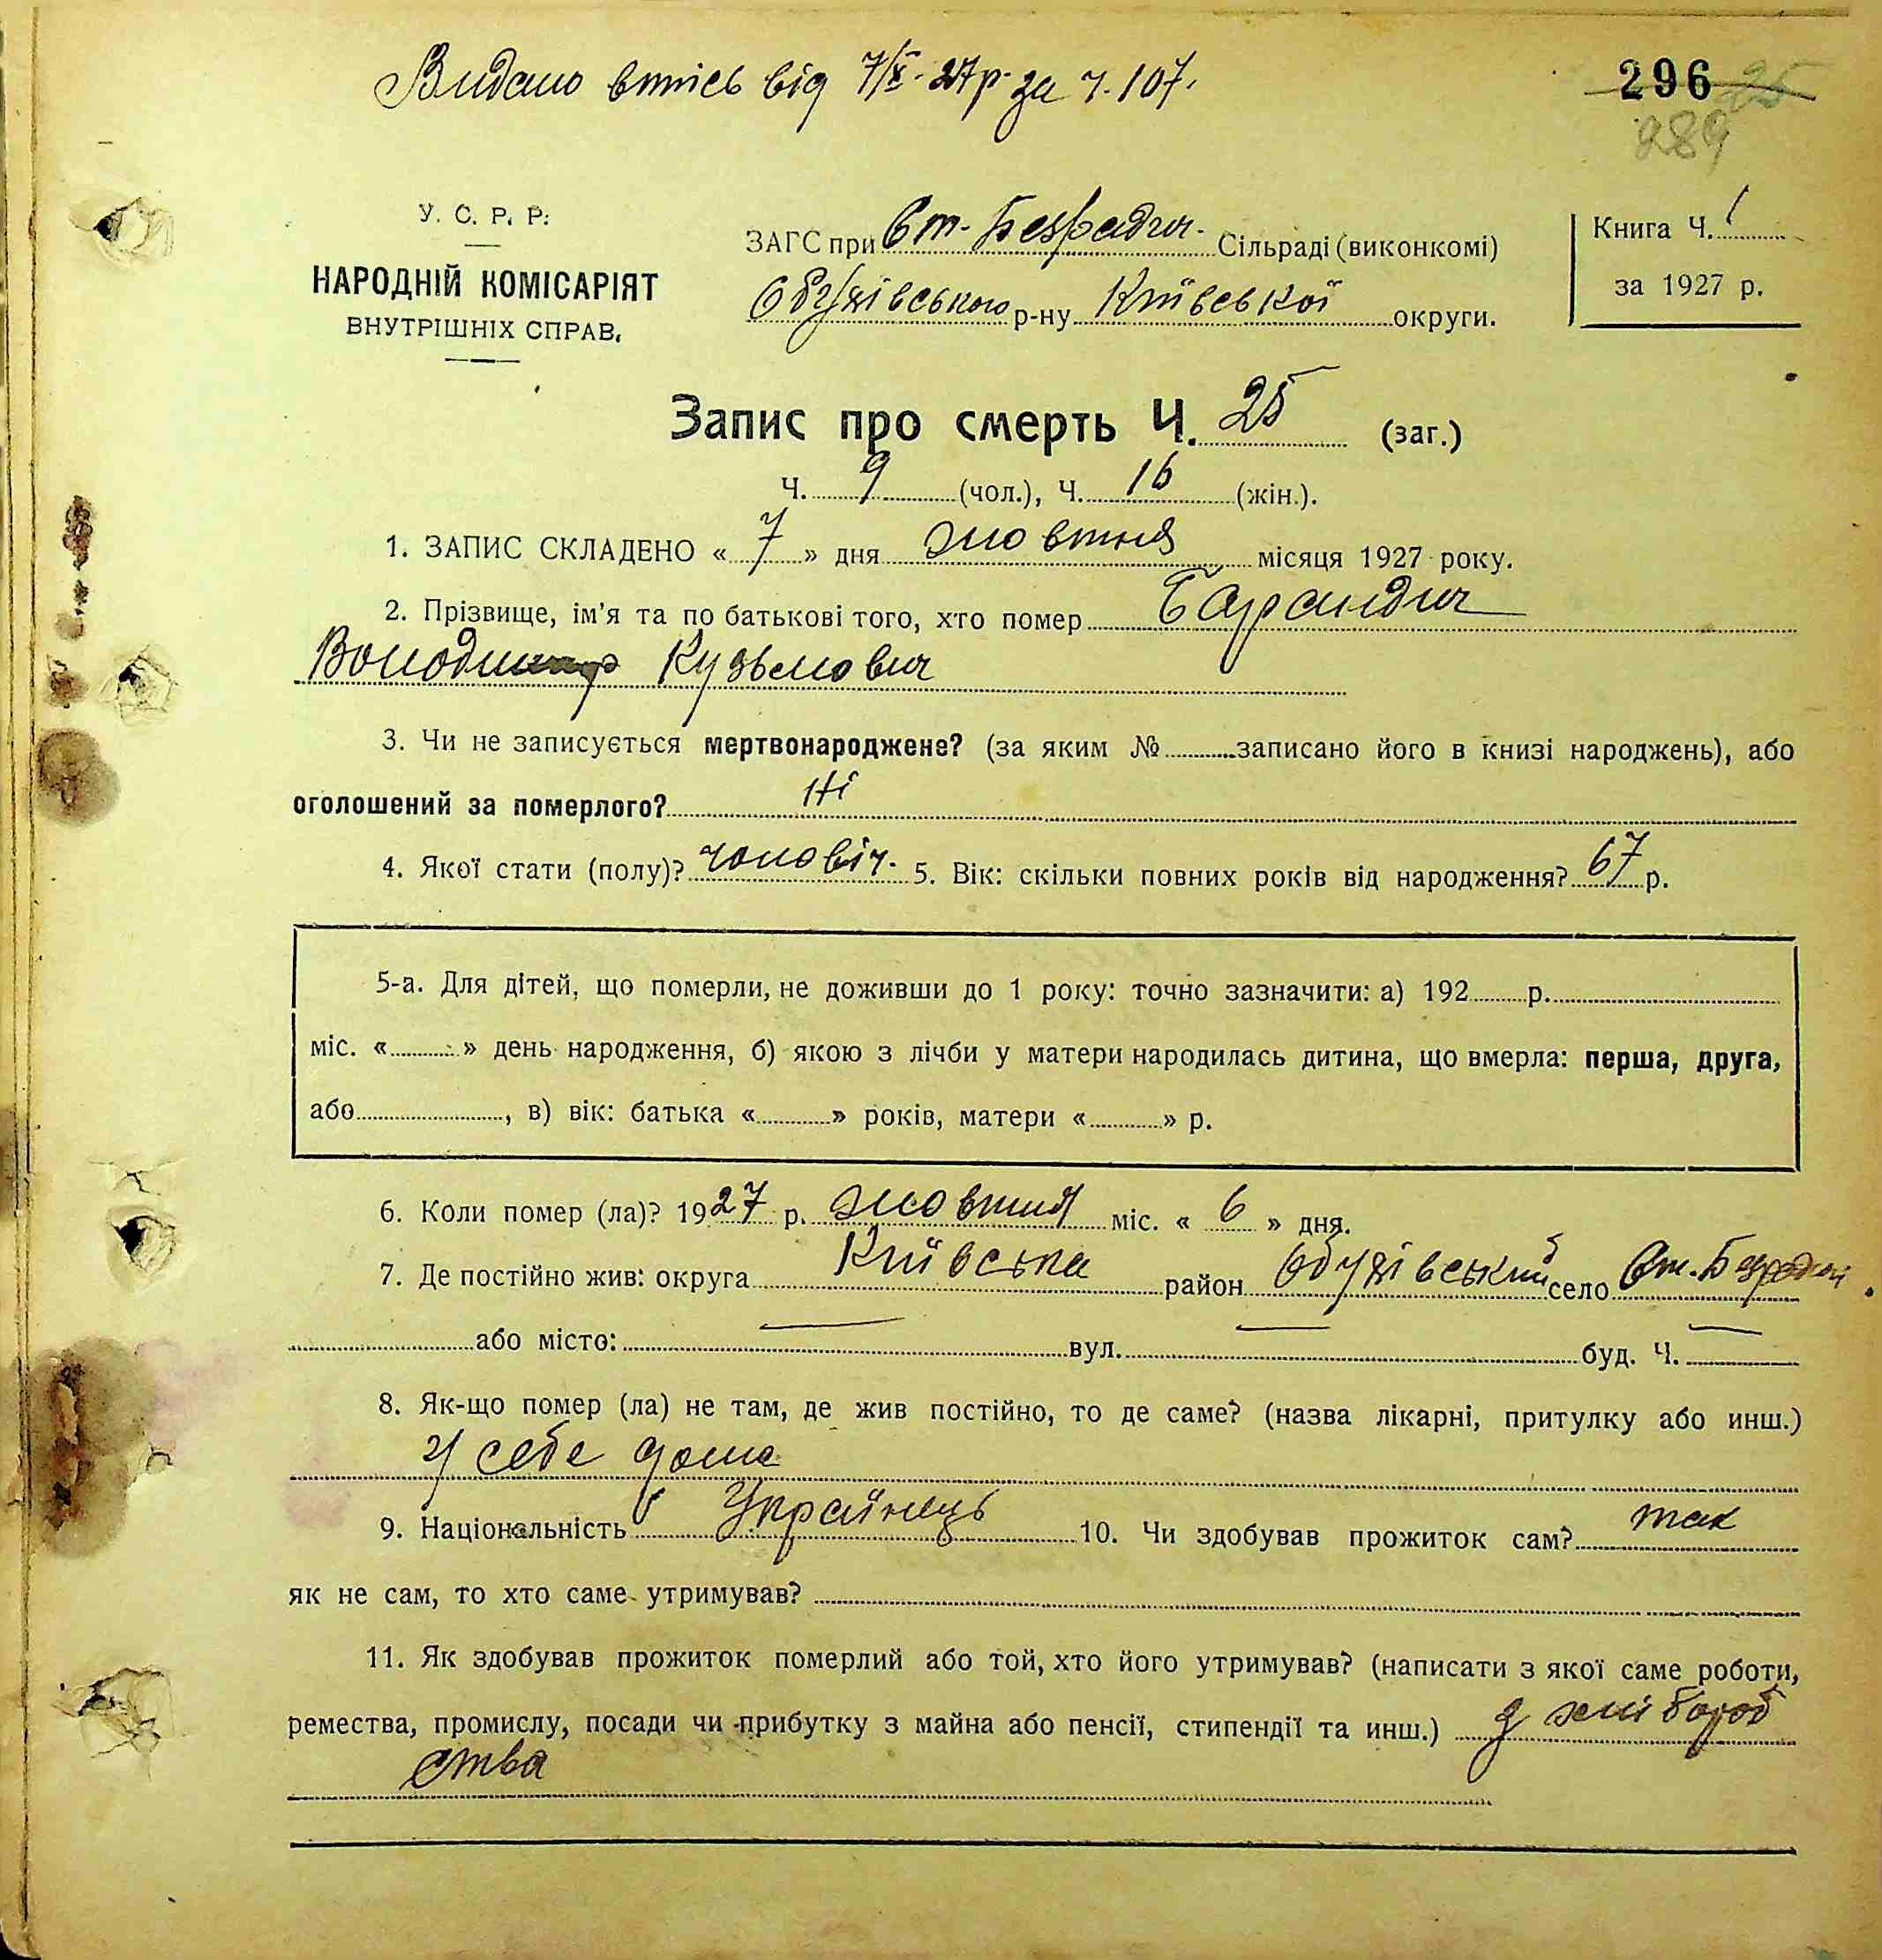 Видано виписъ від 7/X-27р. за ч. 107.
296 25
289
У. С. Р. Р.
НАРОДНІЙ КОМІСАРІЯТ
ВНУТРІШНІХ СПРАВ.
ЗАГС при Ст.-Безрадич. Сільраді (виконкомі)
Обухівського р-ну Київської округи.
Книга Ч. 1
за 1927 р.
Запис про смерть Ч. 25 (заг.)
Ч. 9 (чол.), Ч. 16 (жін.).
1. ЗАПИС СКЛАДЕНО « 7 » дня жовтня місяця 1927 року.
2. Прізвище, ім'я та по батькові того, хто помер
Володимир Кузьмович
3. Чи не записується мертвонароджене? (за яким № записано його в книзі народжень), або
оголошений за померлого? Ні
4. Якої стати (полу)? чоловіч. 5. Вік: скільки повних років від народження? 67 р.
5-а. Для дітей, що померли, не доживши до 1 року: точно зазначити: а) 192 р.
міс. « » день народження, б) якою з лічби у матери народилась дитина, що вмерла: перша, друга,
або , в) вік: батька « » років, матери « » р.
6. Коли помер (ла)? 1927 р. жовтня міс. « 6 » дня.
7. Де постійно жив: округа Київська район Обухівський село Ст.-Безрадичі
або місто: — вул. — буд. Ч. —
8. Як-що помер (ла) не там, де жив постійно, то де саме? (назва лікарні, притулку або инш.)
У себе дома
9. Національність Українець 10. Чи здобував прожиток сам? так
як не сам, то хто саме утримував?
11. Як здобував прожиток померлий або той, хто його утримував? (написати з якої саме роботи,
ремества, промислу, посади чи прибутку з майна або пенсії, стипендії та инш.) з хлібороб
ства